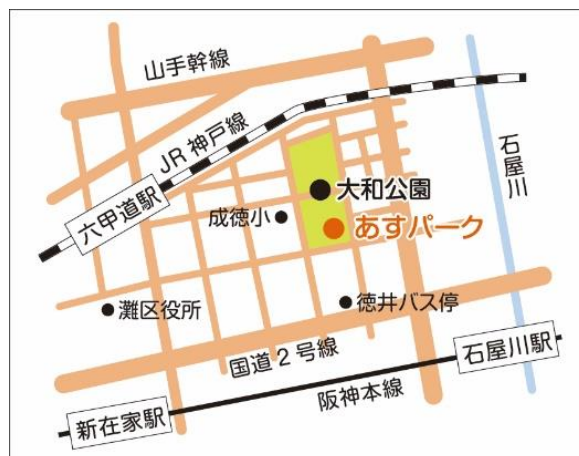 山手幹線
JR神戸線
石屋川
六甲道駅
大和公園
成徳小
あすパーク
灘区役所
徳井バス停
国道2号線
石屋川駅
阪神本線
新在家駅